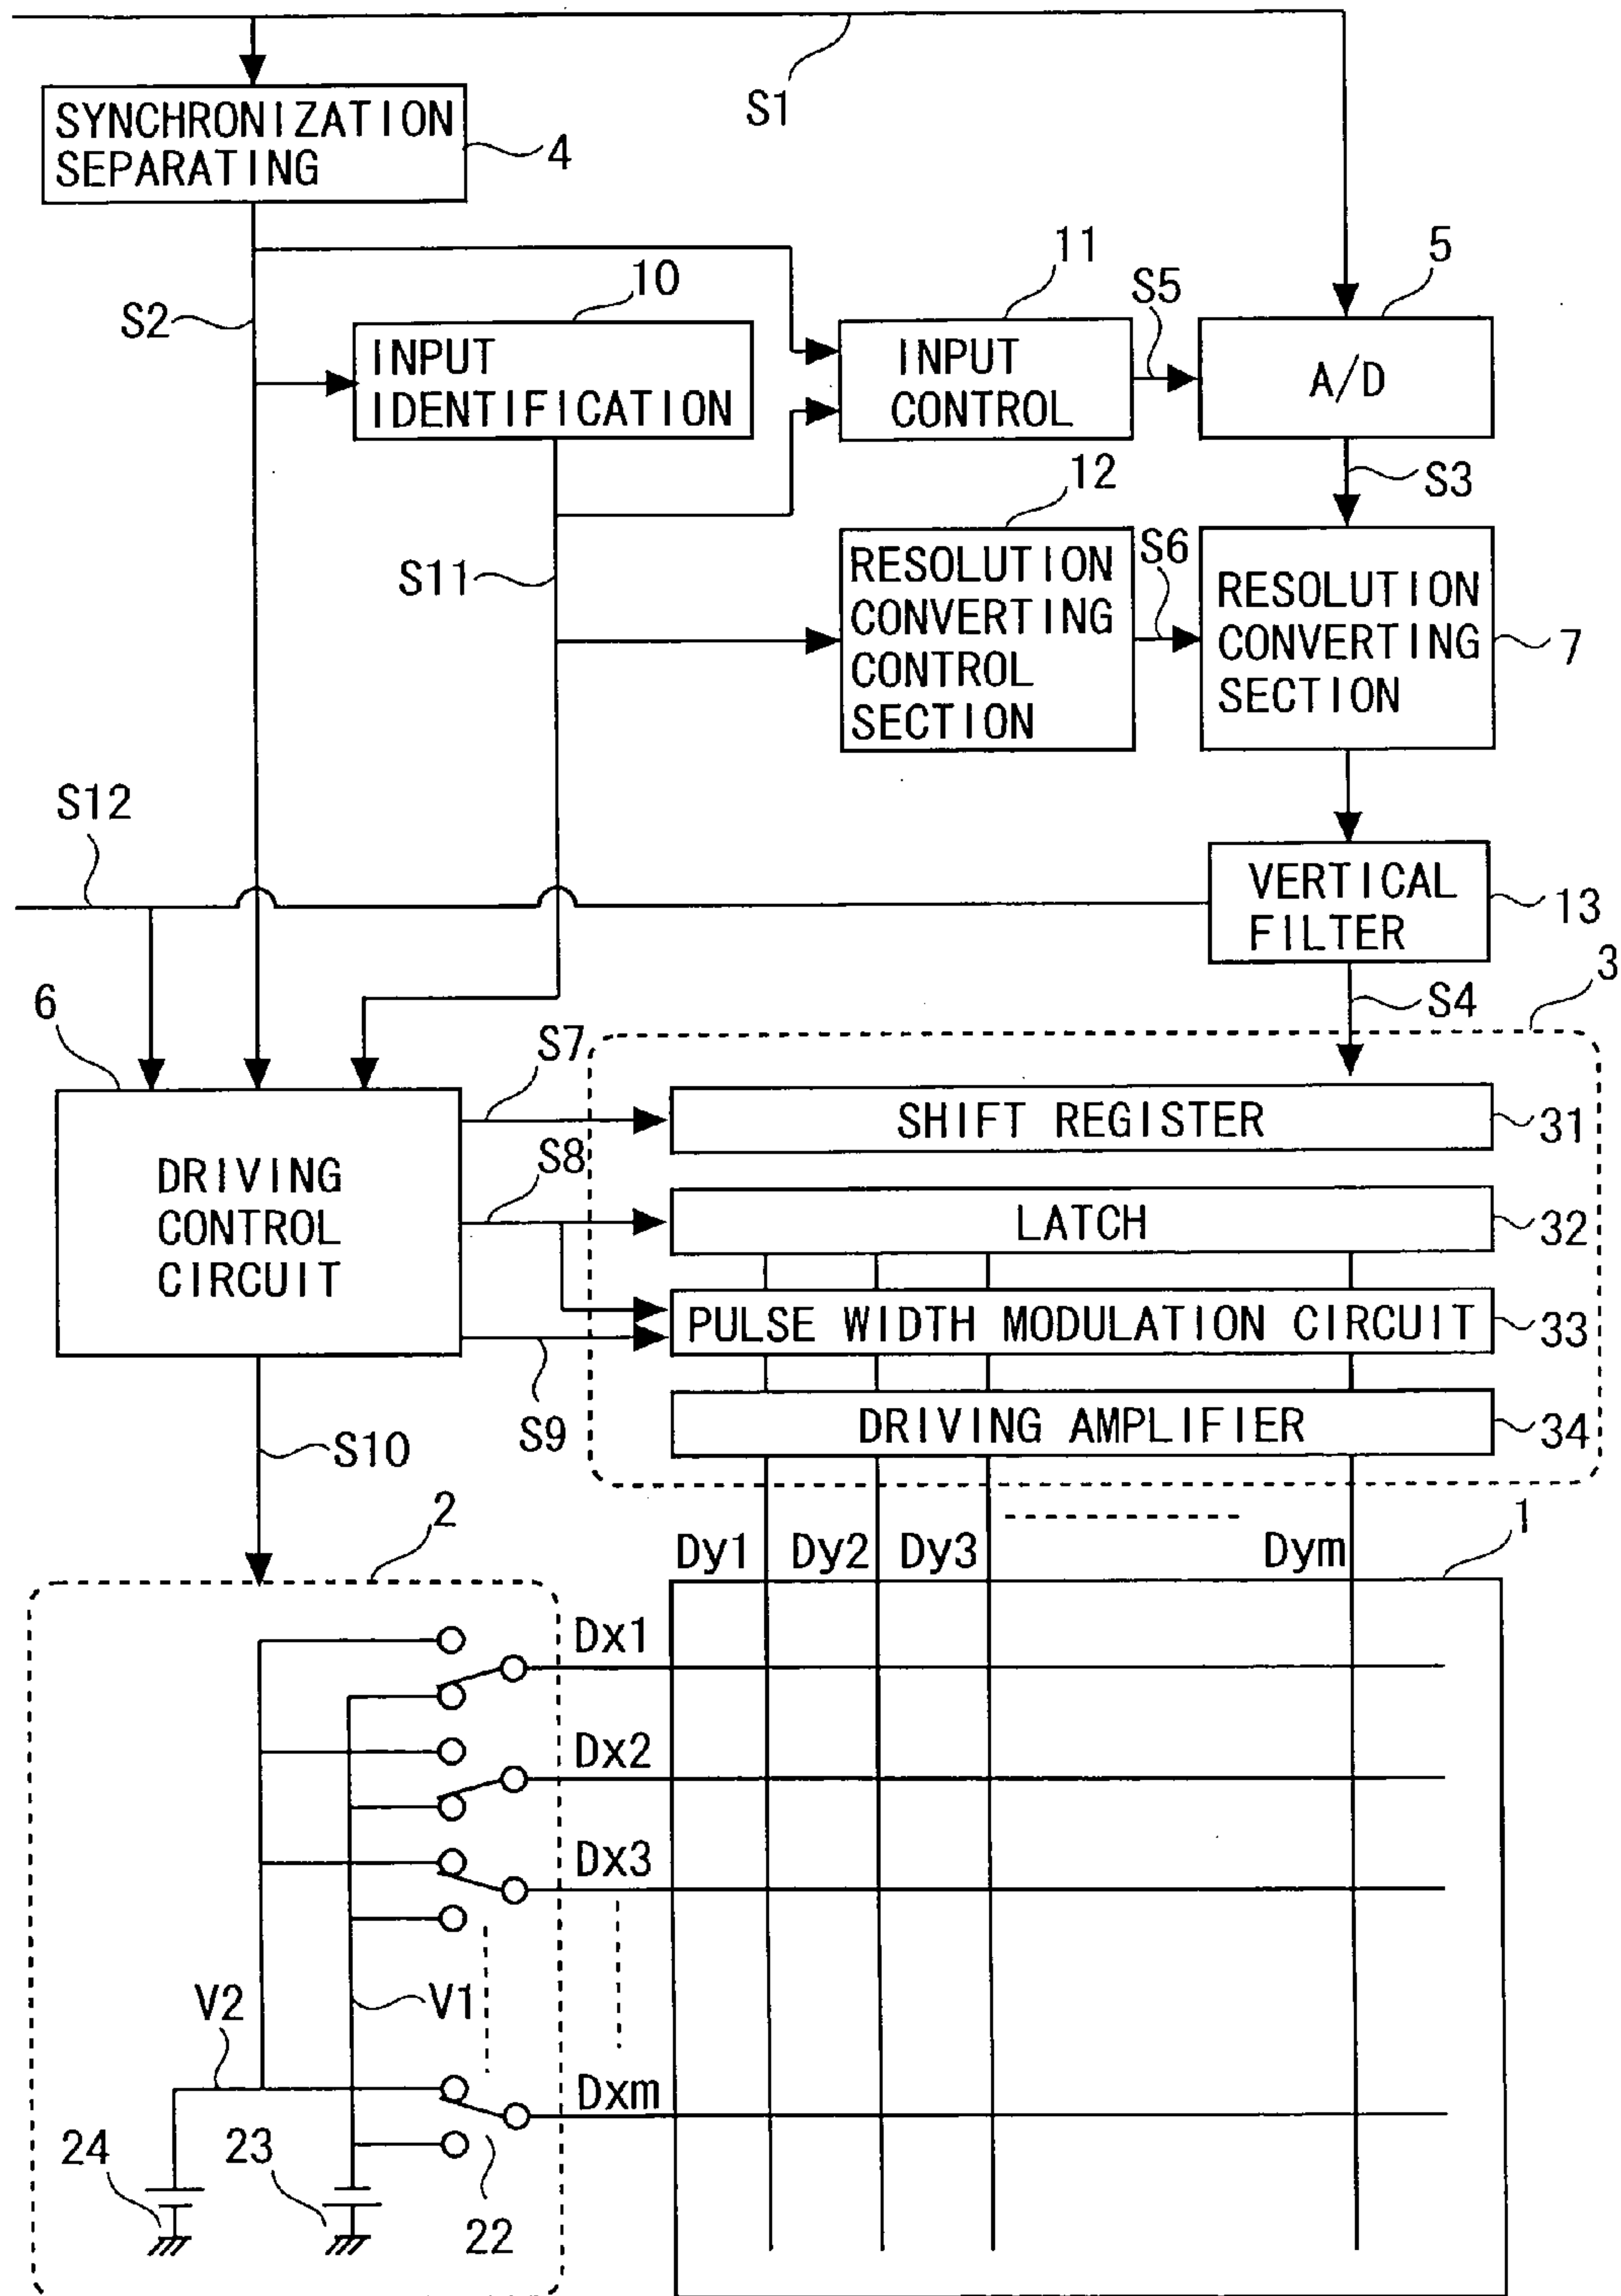 S1
SYNCHRONIZATION
SEPARATING
4
S2
10
11
S5
5
INPUT
IDENTIFICATION
INPUT
CONTROL
A/D
S3
12
S11
RESOLUTION
CONVERTING
CONTROL
SECTION
S6
RESOLUTION
CONVERTING
SECTION
7
S12
VERTICAL
FILTER
13
3
6
S4
S7
SHIFT REGISTER
31
DRIVING
CONTROL
CIRCUIT
S8
LATCH
32
PULSE WIDTH MODULATION CIRCUIT
33
S9
DRIVING AMPLIFIER
34
S10
2
1
Dy1
Dy2
Dy3
Dym
Dx1
Dx2
Dx3
V2
V1
Dxm
24
23
22